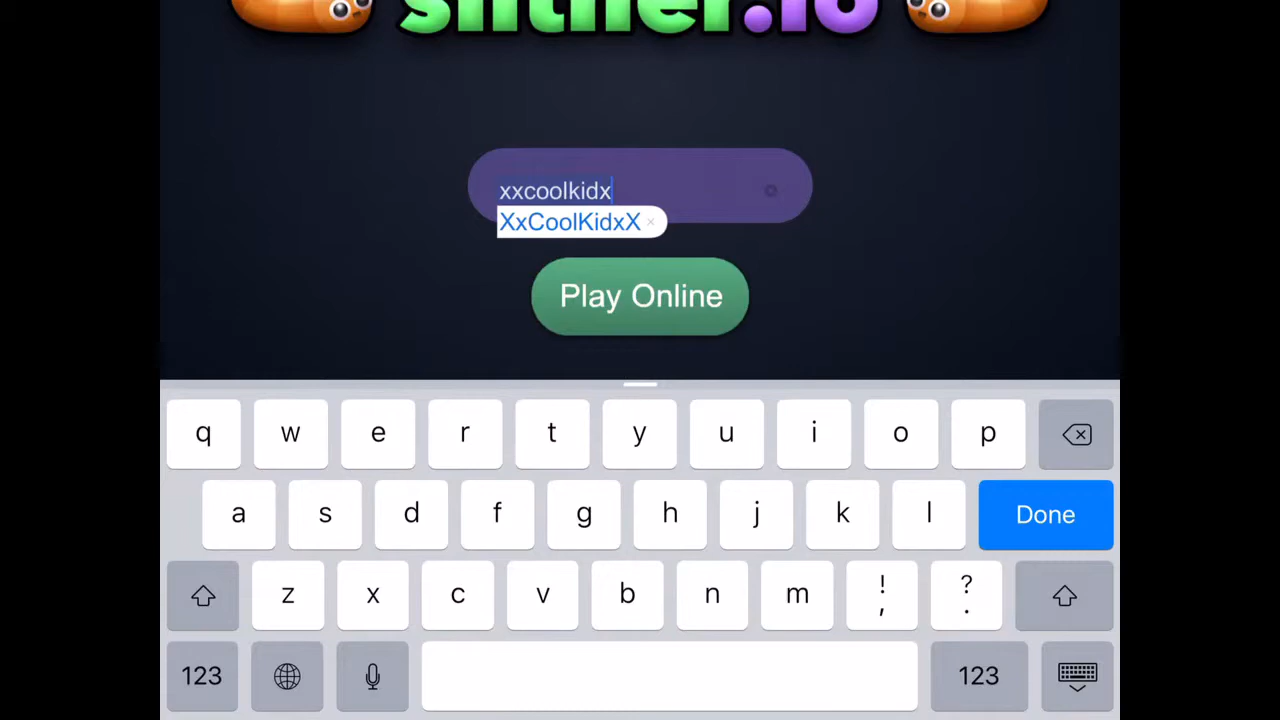 slither.io
xxcoolkidx
XxCoolKidxX ×
Play Online
q w e r t y u i o p
a s d f g h j k l Done
z x c v b n m ! , ? .
123 123